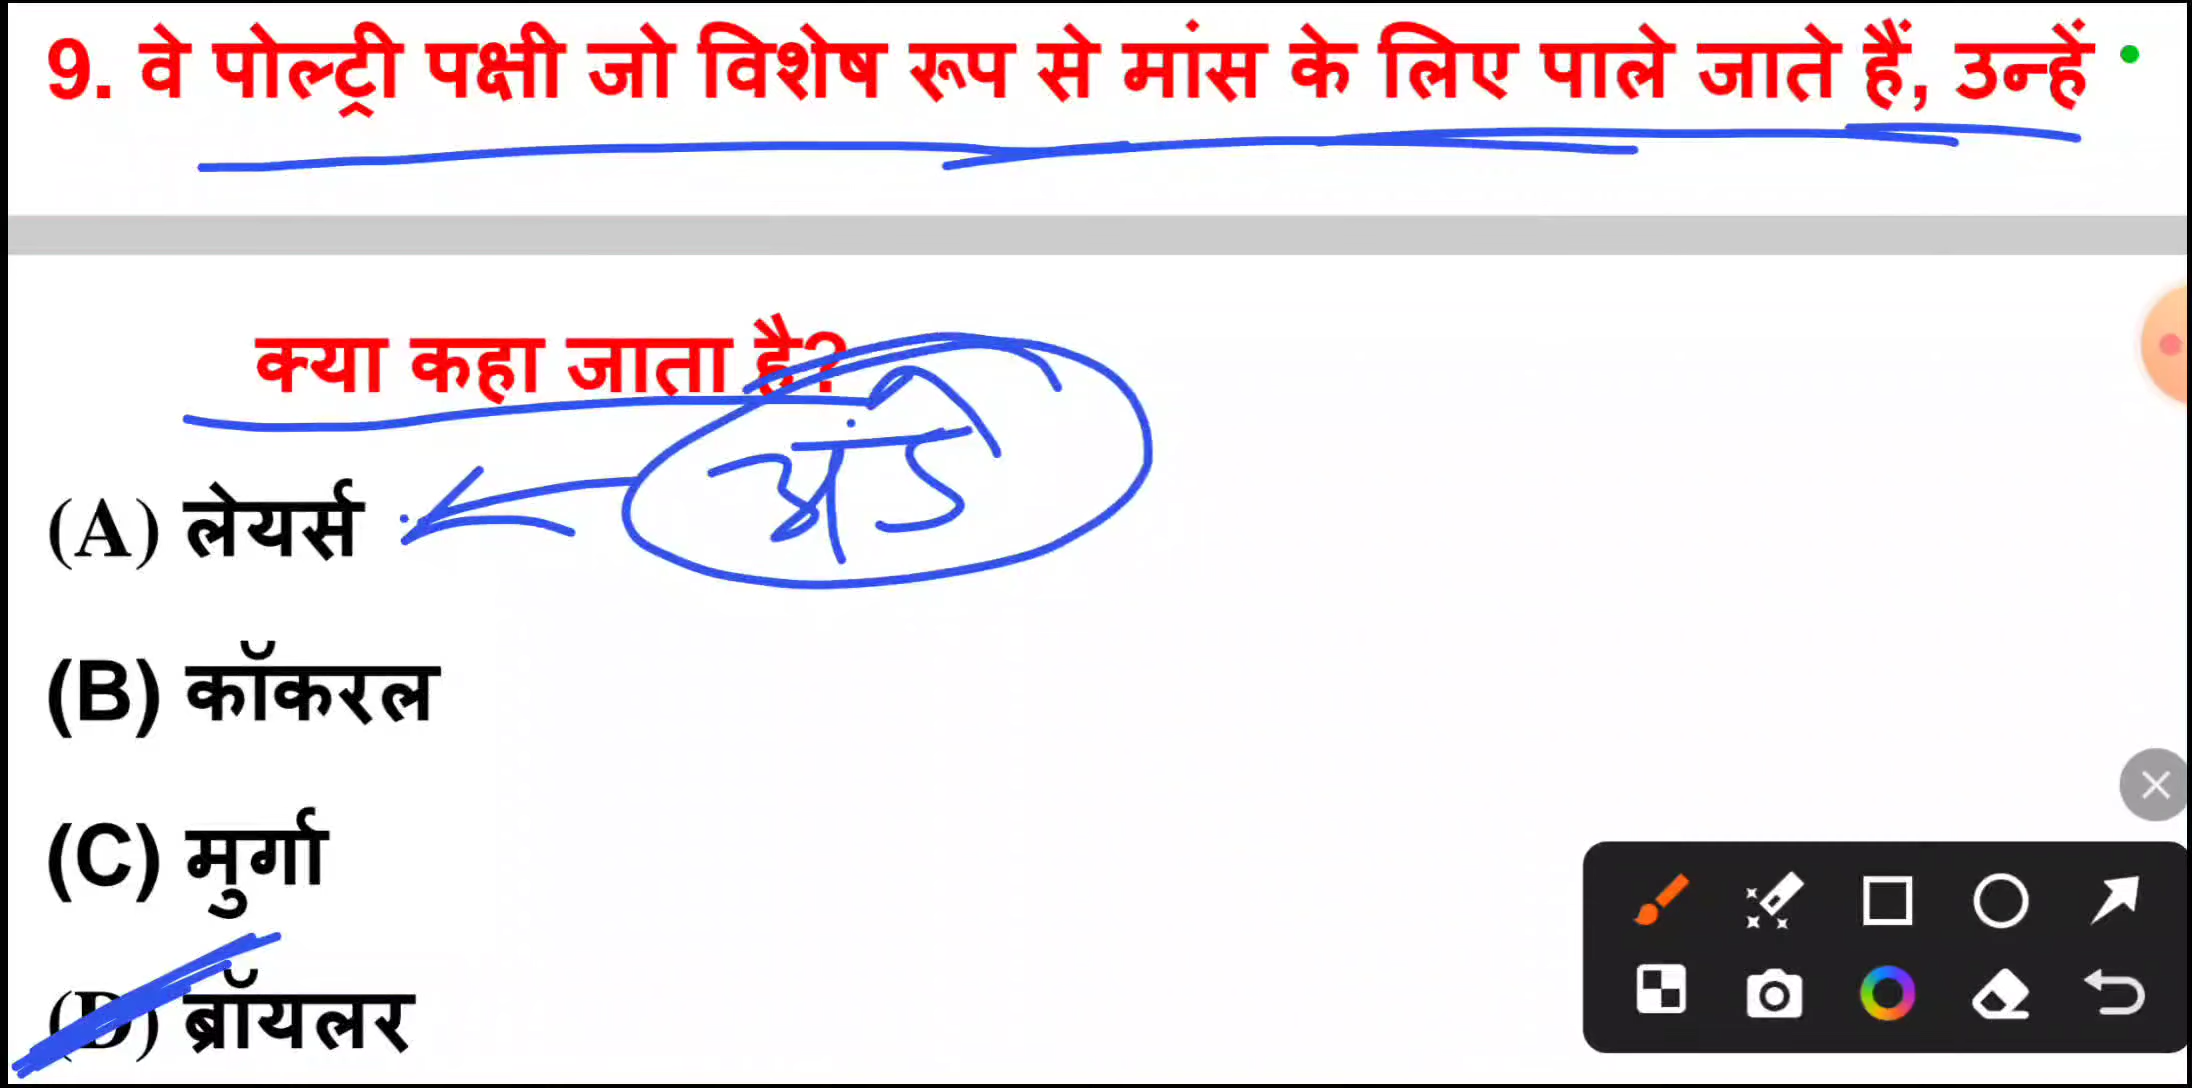 9. वे पोल्ट्री पक्षी जो विशेष रूप से मांस के लिए पाले जाते हैं, उन्हें
क्या कहा जाता है?
अंडे
(A) लेयर्स
(B) कॉकरल
(C) मुर्गा
(D) ब्रॉयलर